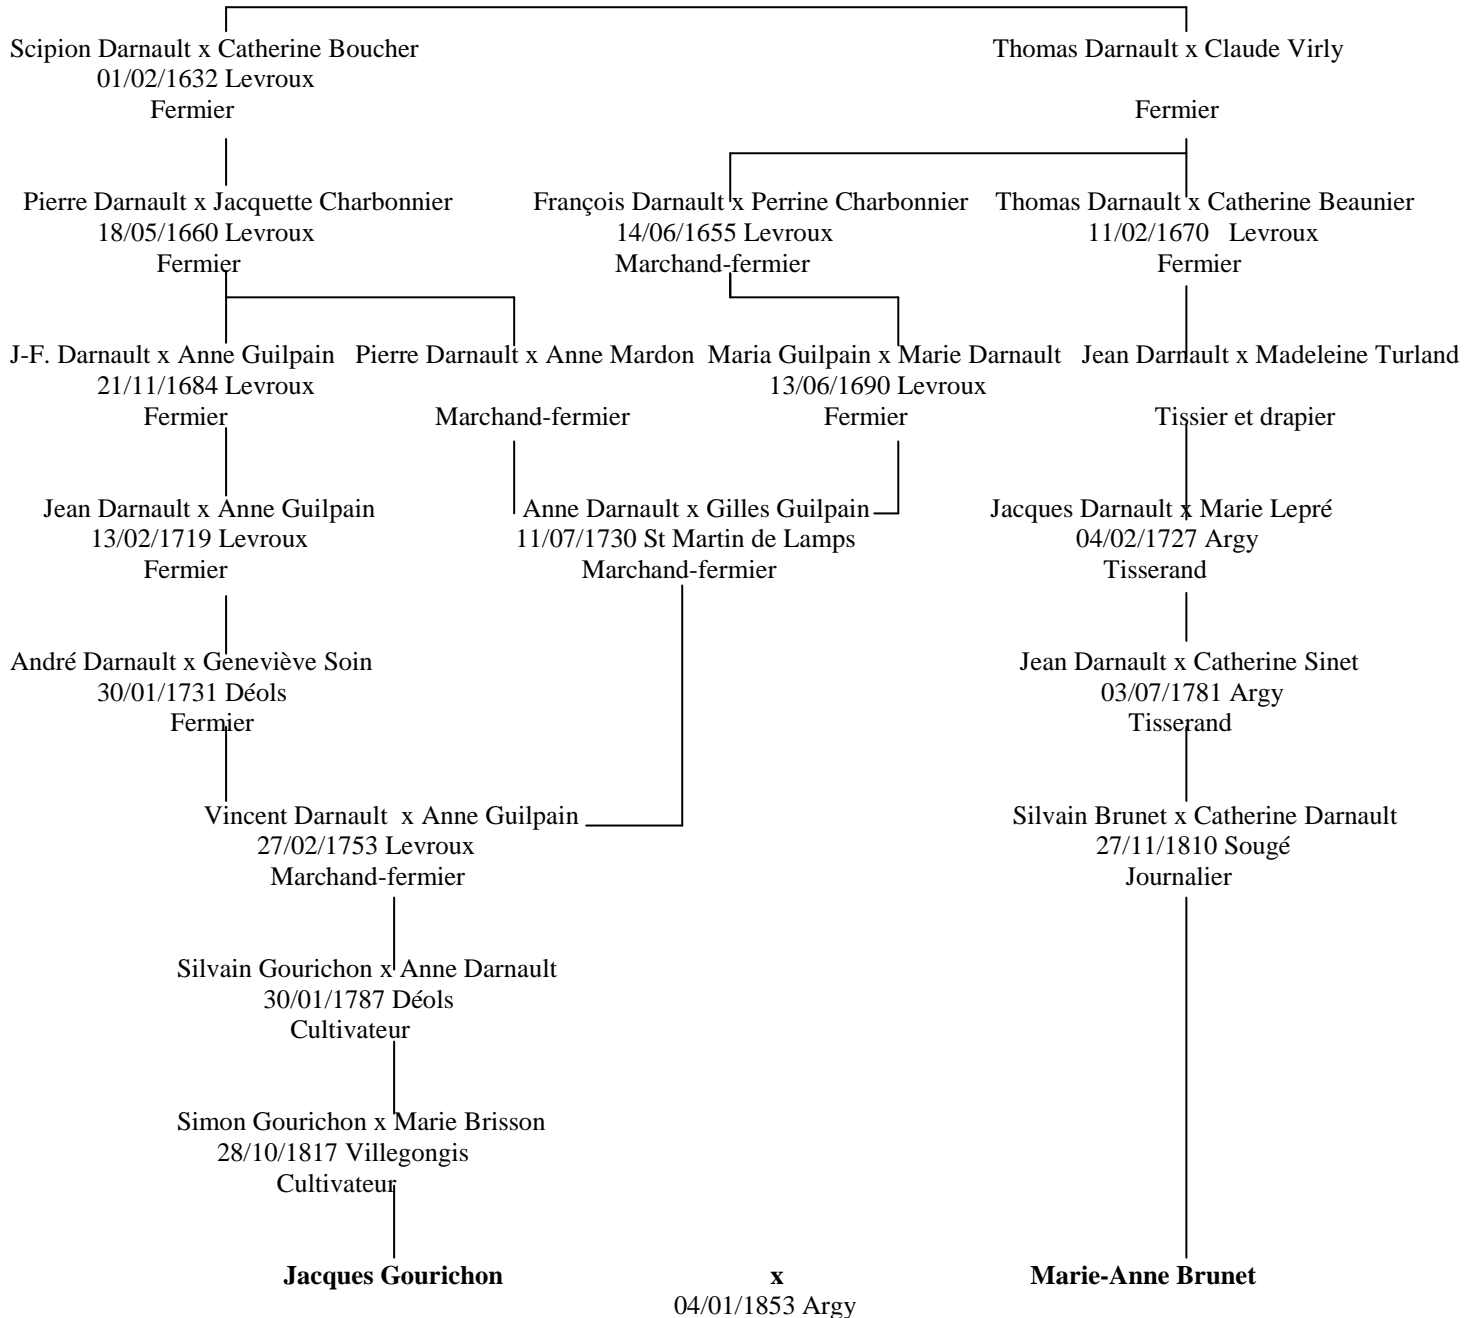 Scipion Darnault x Catherine Boucher
01/02/1632 Levroux
Fermier
Thomas Darnault x Claude Virly
Fermier
Pierre Darnault x Jacquette Charbonnier
18/05/1660 Levroux
Fermier
François Darnault x Perrine Charbonnier
14/06/1655 Levroux
Marchand-fermier
Thomas Darnault x Catherine Beaunier
11/02/1670 Levroux
Fermier
J-F. Darnault x Anne Guilpain
21/11/1684 Levroux
Fermier
Pierre Darnault x Anne Mardon
Marchand-fermier
Maria Guilpain x Marie Darnault
13/06/1690 Levroux
Fermier
Jean Darnault x Madeleine Turland
Tissier et drapier
Jean Darnault x Anne Guilpain
13/02/1719 Levroux
Fermier
Anne Darnault x Gilles Guilpain
11/07/1730 St Martin de Lamps
Marchand-fermier
Jacques Darnault x Marie Lepré
04/02/1727 Argy
Tisserand
André Darnault x Geneviève Soin
30/01/1731 Déols
Fermier
Jean Darnault x Catherine Sinet
03/07/1781 Argy
Tisserand
Vincent Darnault x Anne Guilpain
27/02/1753 Levroux
Marchand-fermier
Silvain Brunet x Catherine Darnault
27/11/1810 Sougé
Journalier
Silvain Gourichon x Anne Darnault
30/01/1787 Déols
Cultivateur
Simon Gourichon x Marie Brisson
28/10/1817 Villegongis
Cultivateur
Jacques Gourichon x Marie-Anne Brunet
04/01/1853 Argy